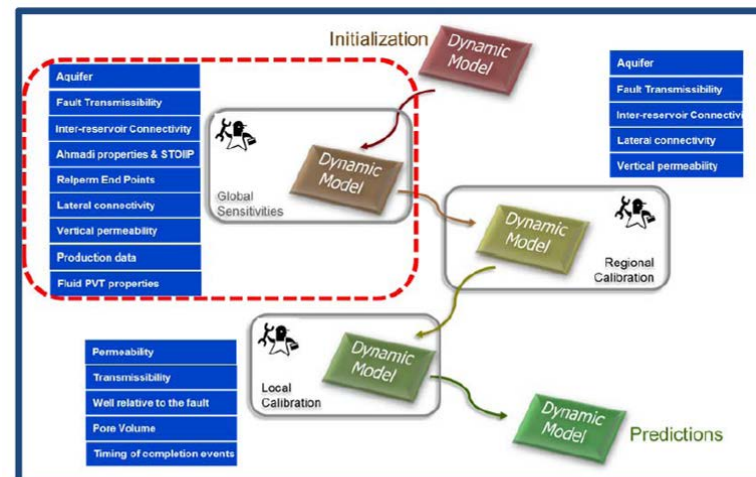 Initialization
Dynamic
Model
Aquifer
Fault Transmissibility
Inter-reservoir Connectivity
Ahmadi properties & STOIIP
Relperm End Points
Lateral connectivity
Vertical permeability
Production data
Fluid PVT properties
Dynamic
Model
Global
Sensitivities
Aquifer
Fault Transmissibility
Inter-reservoir Connectivi
Lateral connectivity
Vertical permeability
Dynamic
Model
Regional
Calibration
Permeability
Transmissibility
Well relative to the fault
Pore Volume
Timing of completion events
Dynamic
Model
Local
Calibration
Dynamic
Model
Predictions